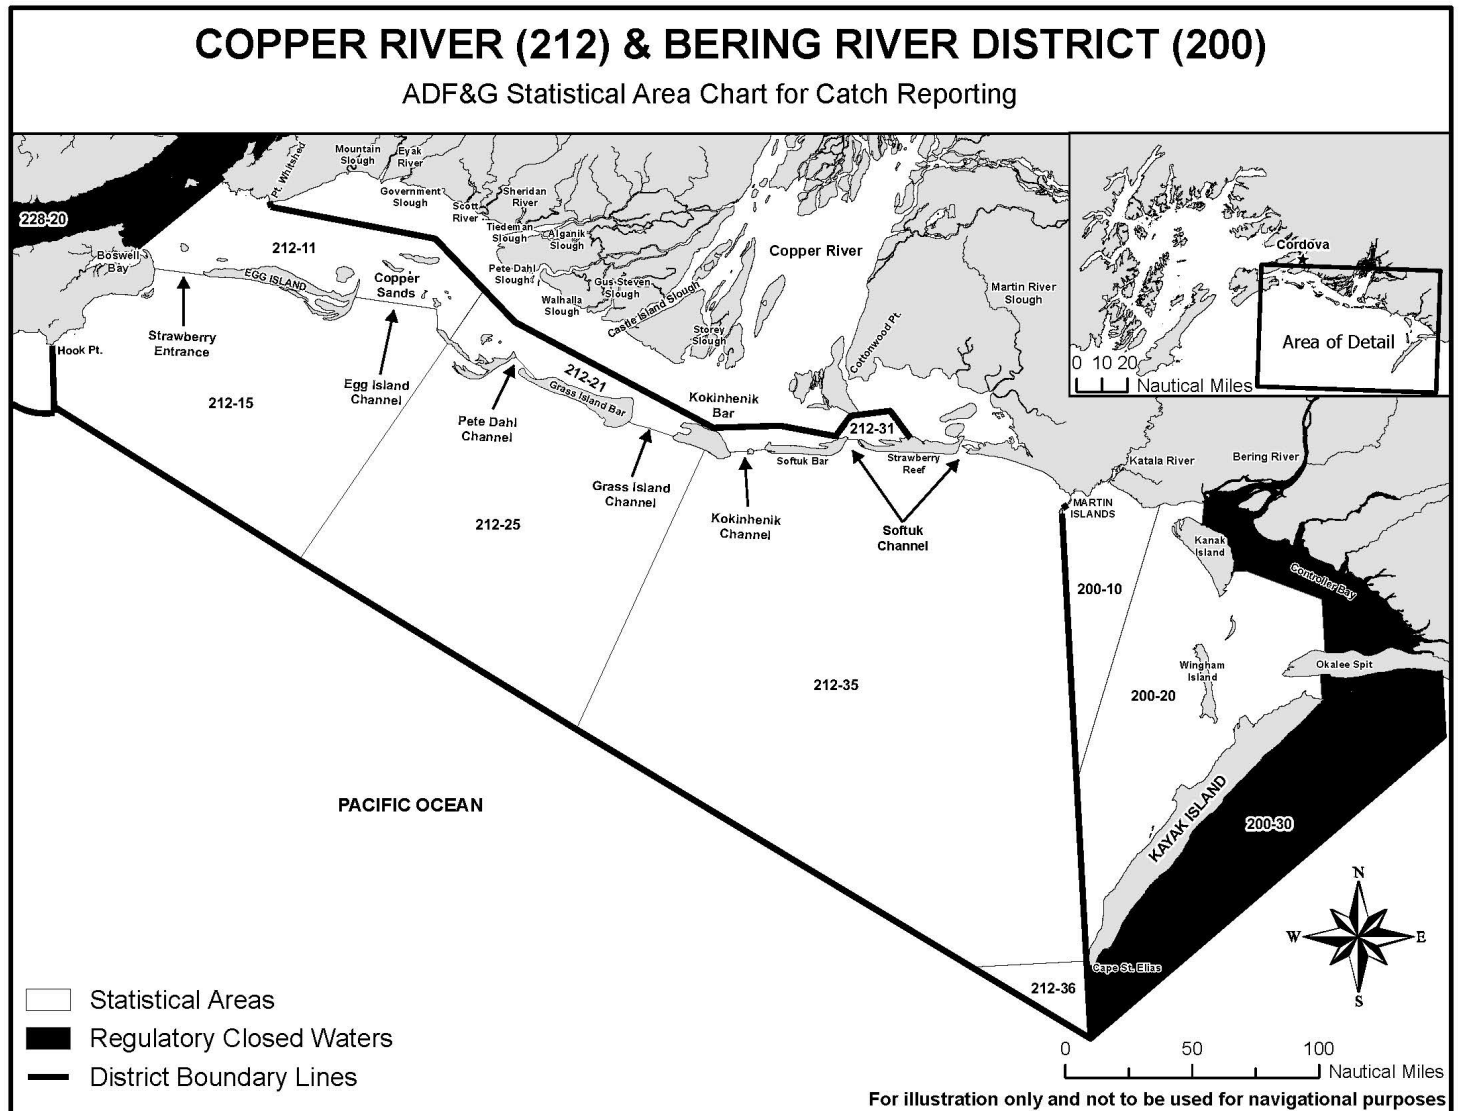 COPPER RIVER (212) & BERING RIVER DISTRICT (200)
ADF&G Statistical Area Chart for Catch Reporting
228-20
Boswell
Bay
Hook Pt.
Pt. Whitshed
Mountain
Slough
Eyak
River
Government
Slough
Scott
River
Sheridan
River
Tiedeman
Slough
Alganik
Slough
Pete Dahl
Slough
Gus Steven
Slough
Walhalla
Slough
Castle Island Slough
Storey
Slough
Copper River
Cottonwood Pt.
Martin River
Slough
212-11
EGG ISLAND
Copper
Sands
Strawberry
Entrance
Egg Island
Channel
212-15
212-21
Grass Island Bar
Pete Dahl
Channel
Grass Island
Channel
212-25
Kokinhenik
Bar
212-31
Softuk Bar
Strawberry
Reef
Kokinhenik
Channel
Softuk
Channel
212-35
212-36
Katala River
Bering River
MARTIN
ISLANDS
Kanak
Island
Controller Bay
200-10
Wingham
Island
Okalee Spit
200-20
KAYAK ISLAND
200-30
Cape St. Elias
PACIFIC OCEAN
Cordova
Area of Detail
0 10 20
Nautical Miles
N
W
E
S
Statistical Areas
Regulatory Closed Waters
District Boundary Lines
0 50 100
Nautical Miles
For illustration only and not to be used for navigational purposes